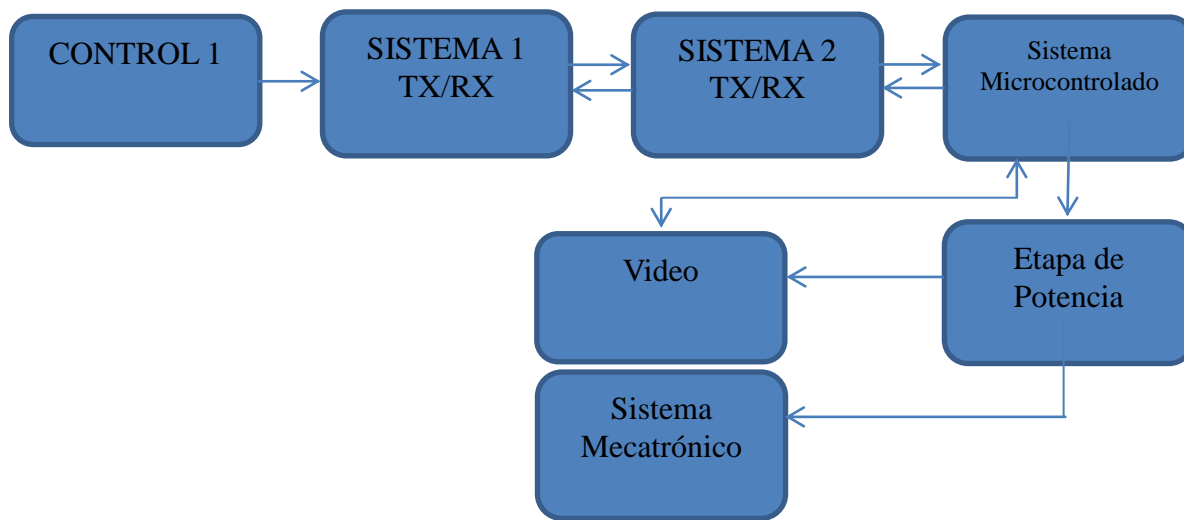 CONTROL 1
SISTEMA 1
TX/RX
SISTEMA 2
TX/RX
Sistema
Microcontrolado
Video
Etapa de
Potencia
Sistema
Mecatrónico